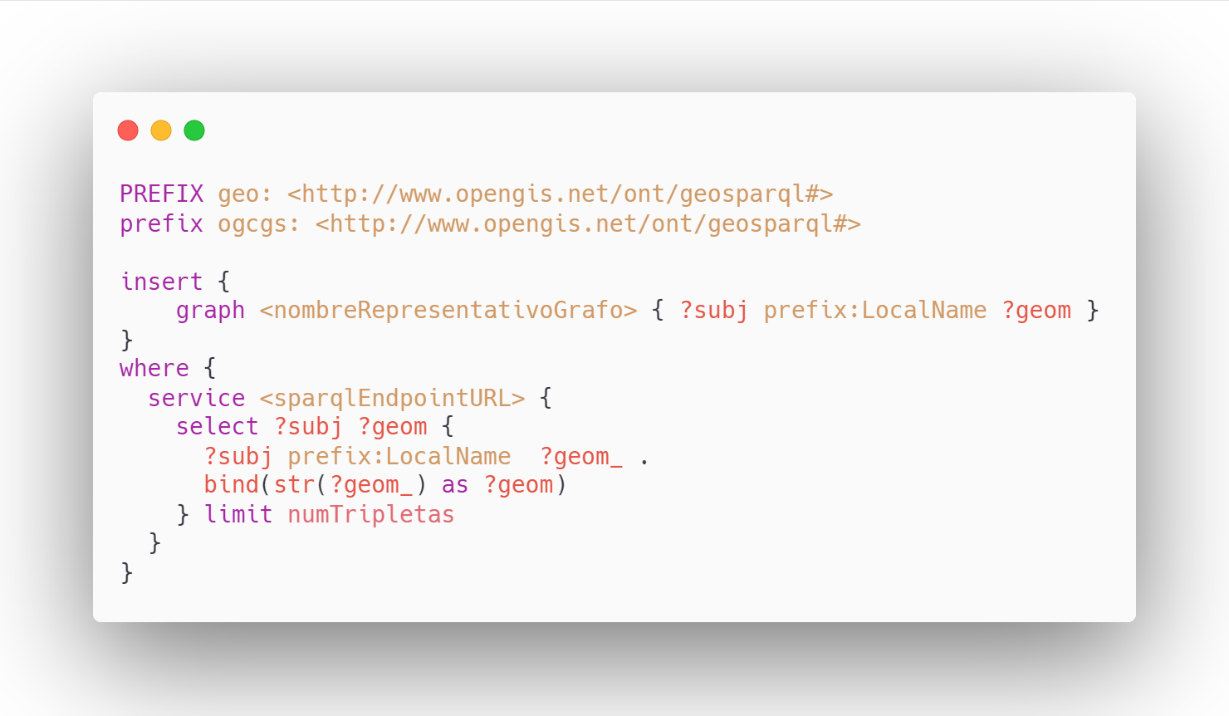 PREFIX geo: <http://www.opengis.net/ont/geosparql#>
prefix ogcgs: <http://www.opengis.net/ont/geosparql#>

insert {
    graph <nombreRepresentativoGrafo> { ?subj prefix:LocalName ?geom }
}
where {
  service <sparqlEndpointURL> {
    select ?subj ?geom {
      ?subj prefix:LocalName  ?geom_ .
      bind(str(?geom_) as ?geom)
    } limit numTripletas
  }
}